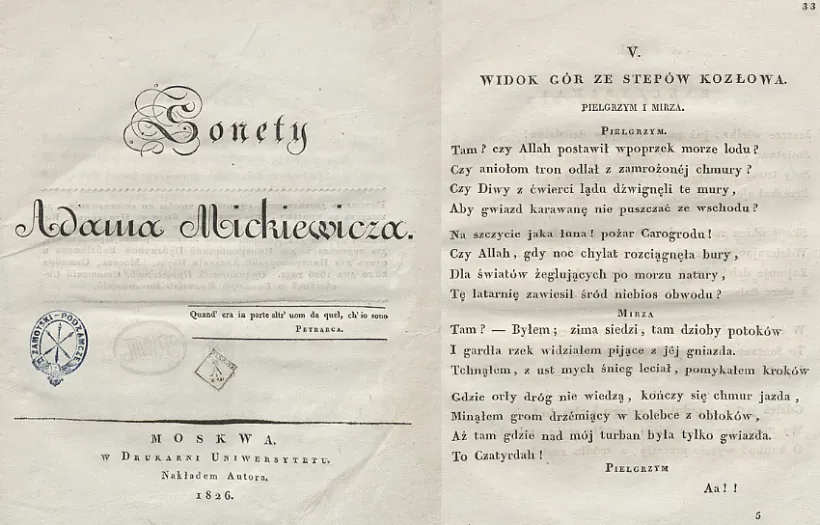 Sonety
Adama Mickiewicza.
Quand' era in parte altr' uom da quel, ch' io sono
PETRARCA.
ZAMOYSKI-PODZAMCZE
MOSKWA,
W DRUKARNI UNIWERSYTETU,
Nakładem Autora,
1826.
33
V.
WIDOK GÓR ZE STEPÓW KOZŁOWA.
PIELGRZYM I MIRZA.
PIELGRZYM.
Tam? czy Allah postawił wpoprzek morze lodu?
Czy aniołom tron odlał z zamrożonéj chmury?
Czy Diwy z ćwierci lądu dźwignęli te mury,
Aby gwiazd karawanę nie puszczać ze wschodu?
Na szczycie jaka łuna! pożar Carogrodu!
Czy Allah, gdy noc chylat rozciągnęła bury,
Dla światów żeglujących po morzu natury,
Tę latarnię zawiesił śród niebios obwodu?
MIRZA
Tam? — Byłem; zima siedzi, tam dzioby potoków
I gardła rzek widziałem pijące z jéj gniazda.
Tchnąłem, z ust mych śnieg leciał, pomykałem kroków
Gdzie orły dróg nie wiedzą, kończy się chmur jazda,
Minąłem grom drzémiący w kolebce z obłoków,
Aż tam gdzie nad mój turban była tylko gwiazda.
To Czatyrdah!
PIELGRZYM
Aa!!
5